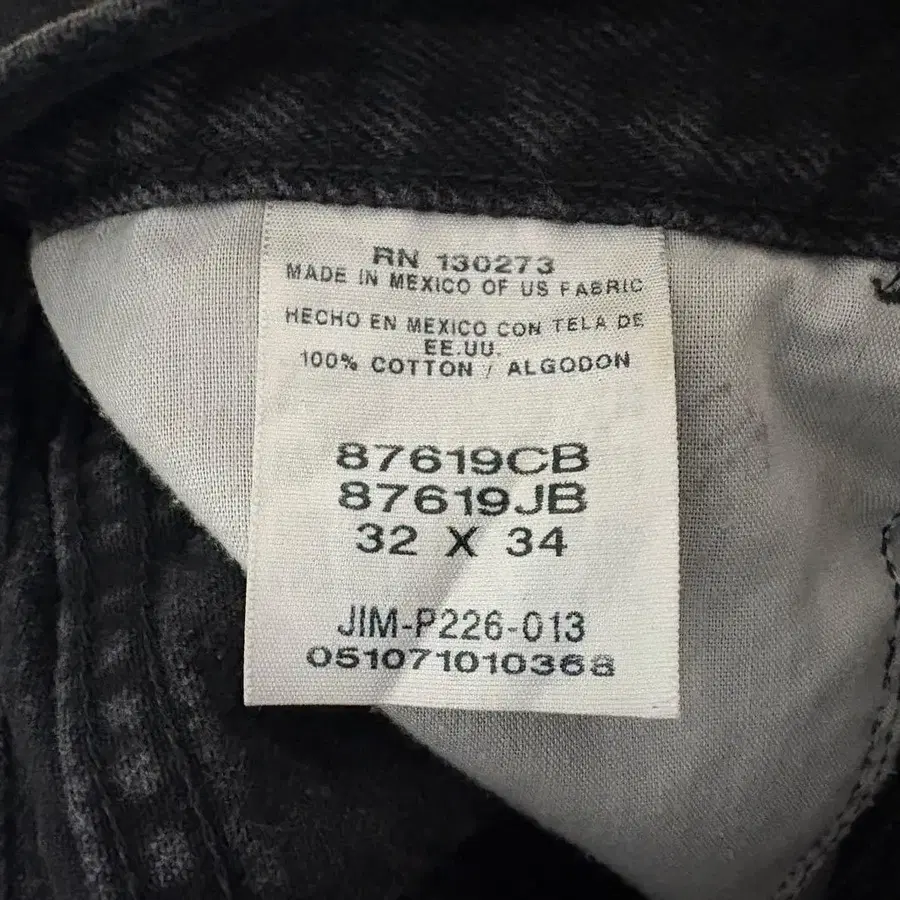 RN 130273
MADE IN MEXICO OF US FABRIC
HECHO EN MEXICO CON TELA DE
EE.UU.
100% COTTON / ALGODON
87619CB
87619JB
32 X 34
JIM-P226-013
051071010368